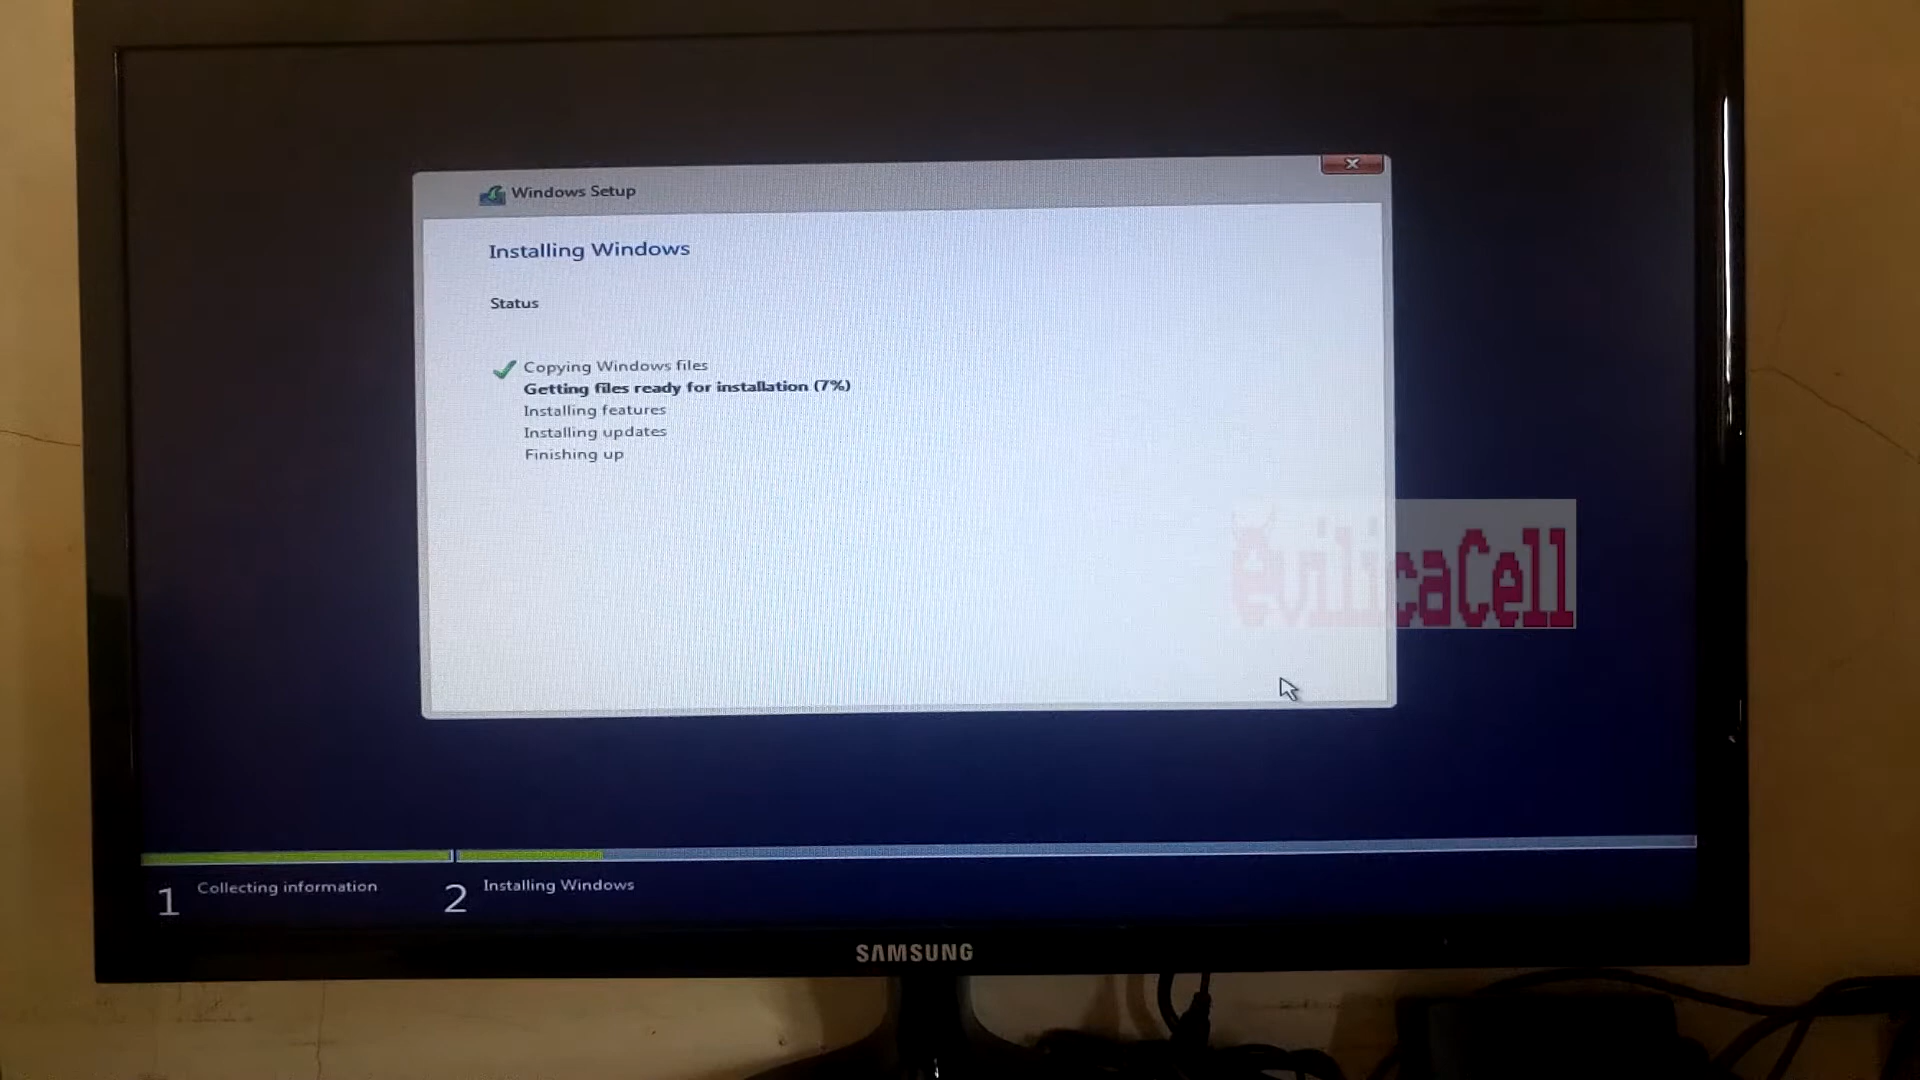 Windows Setup
Installing Windows
Status
Copying Windows files
Getting files ready for installation (7%)
Installing features
Installing updates
Finishing up
evilicaCell
1 Collecting information
2 Installing Windows
SAMSUNG